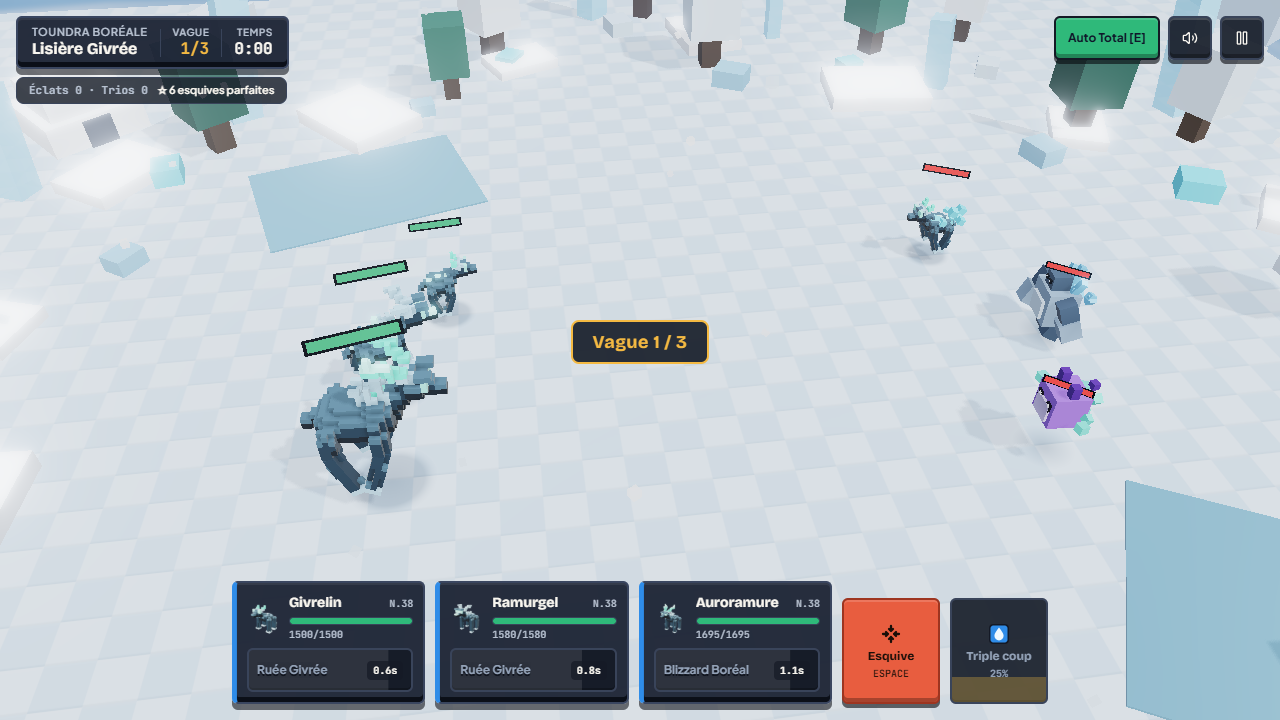 TOUNDRA BORÉALE
Lisière Givrée
VAGUE
1/3
TEMPS
0:00
Éclats 0 · Trios 0 ★ 6 esquives parfaites
Auto Total [E]
Vague 1 / 3
Givrelin N.38
1500/1500
Ruée Givrée 0.6s
Ramurgel N.38
1580/1580
Ruée Givrée 0.8s
Auroramure N.38
1695/1695
Blizzard Boréal 1.1s
Esquive
ESPACE
Triple coup
25%